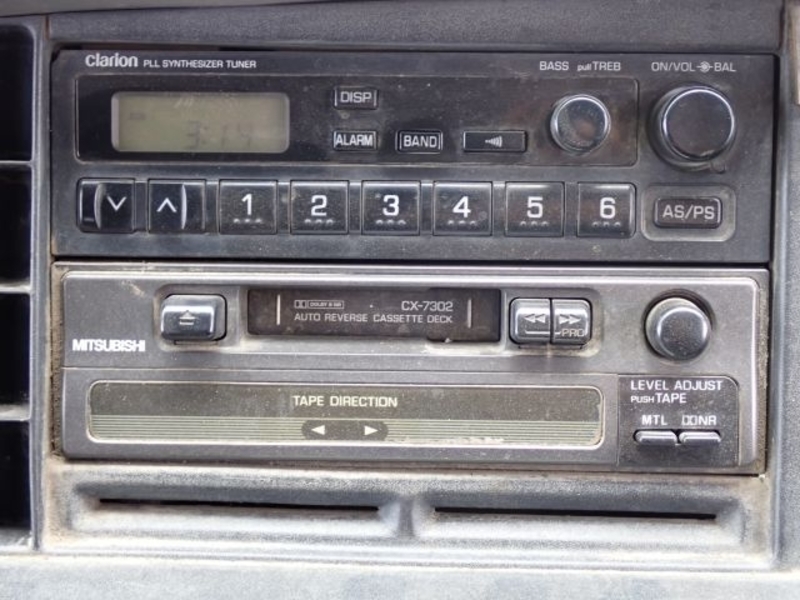 clarion PLL SYNTHESIZER TUNER
BASS pull TREB
ON/VOL BAL
DISP
ALARM
BAND
1 2 3 4 5 6
AS/PS
DOLBY B NR
CX-7302
AUTO REVERSE CASSETTE DECK
PRO
MITSUBISHI
TAPE DIRECTION
LEVEL ADJUST
PUSH TAPE
MTL
NR